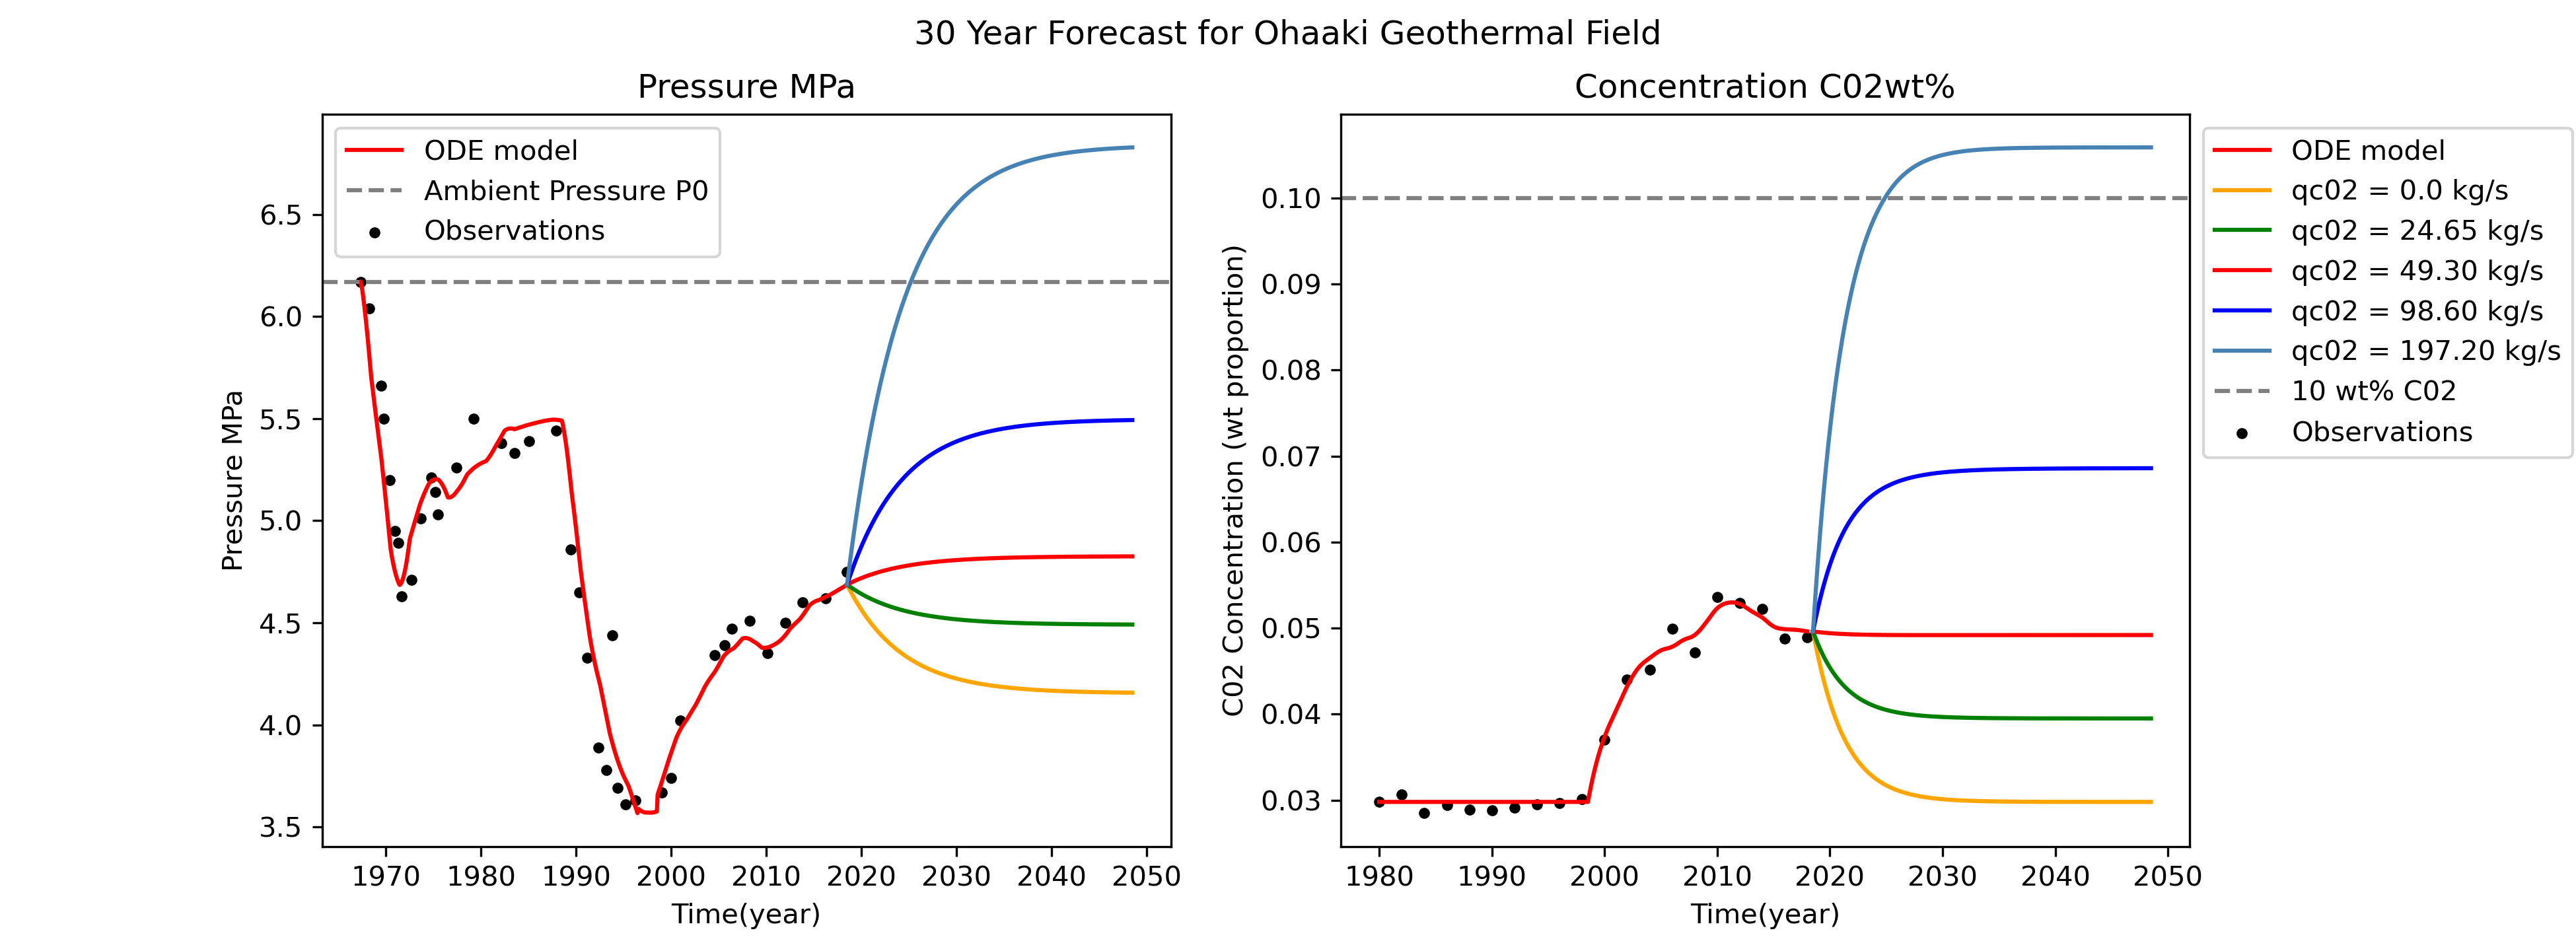 30 Year Forecast for Ohaaki Geothermal Field
Pressure MPa
ODE model
Ambient Pressure P0
Observations
Pressure MPa
6.5
6.0
5.5
5.0
4.5
4.0
3.5
1970 1980 1990 2000 2010 2020 2030 2040 2050
Time(year)
Concentration C02wt%
C02 Concentration (wt proportion)
0.10
0.09
0.08
0.07
0.06
0.05
0.04
0.03
1980 1990 2000 2010 2020 2030 2040 2050
Time(year)
ODE model
qc02 = 0.0 kg/s
qc02 = 24.65 kg/s
qc02 = 49.30 kg/s
qc02 = 98.60 kg/s
qc02 = 197.20 kg/s
10 wt% C02
Observations